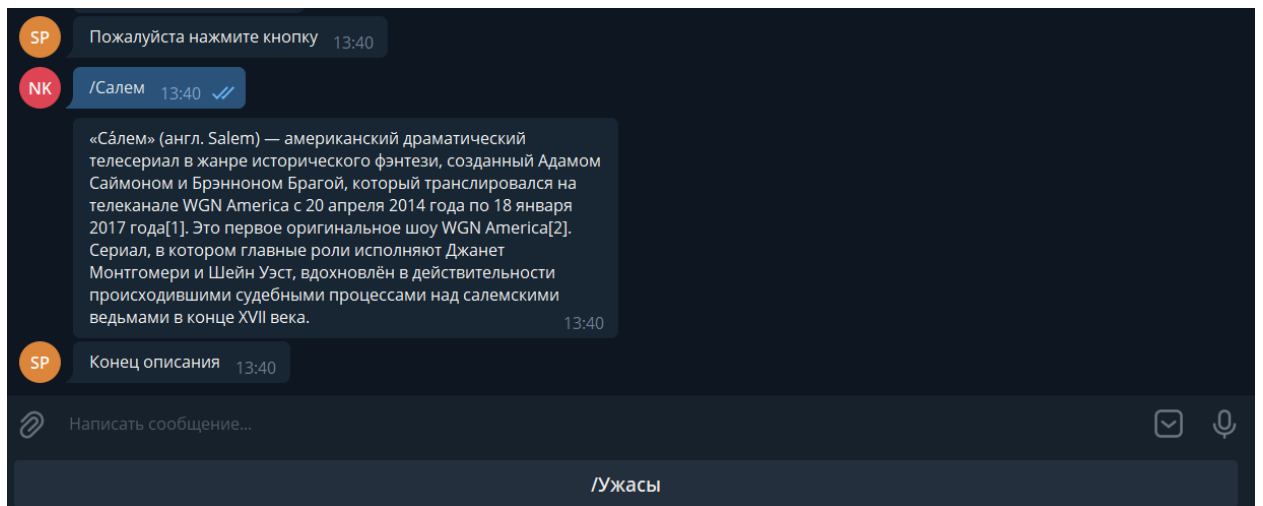 SP
Пожалуйста нажмите кнопку 13:40
NK
/Салем 13:40
«Са́лем» (англ. Salem) — американский драматический
телесериал в жанре исторического фэнтези, созданный Адамом
Саймоном и Брэнноном Брагой, который транслировался на
телеканале WGN America с 20 апреля 2014 года по 18 января
2017 года[1]. Это первое оригинальное шоу WGN America[2].
Сериал, в котором главные роли исполняют Джанет
Монтгомери и Шейн Уэст, вдохновлён в действительности
происходившими судебными процессами над салемскими
ведьмами в конце XVII века. 13:40
SP
Конец описания 13:40
Написать сообщение...
/Ужасы